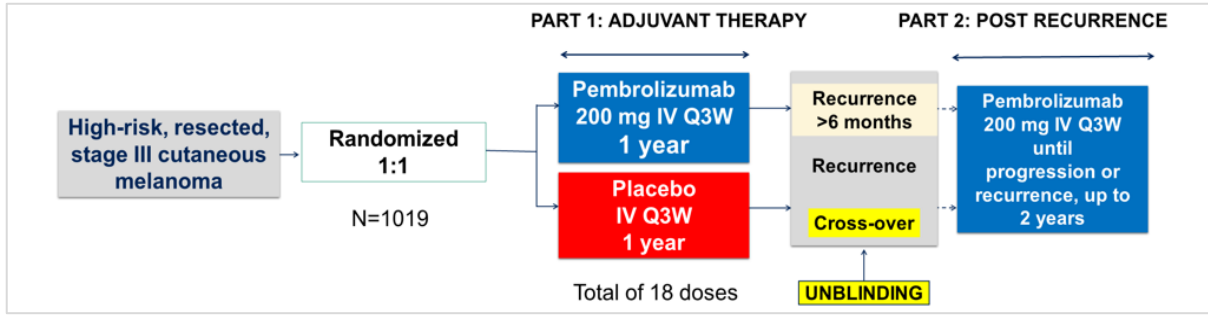 PART 1: ADJUVANT THERAPY
PART 2: POST RECURRENCE
High-risk, resected,
stage III cutaneous
melanoma
Randomized
1:1
N=1019
Pembrolizumab
200 mg IV Q3W
1 year
Placebo
IV Q3W
1 year
Total of 18 doses
Recurrence
>6 months
Recurrence
Cross-over
UNBLINDING
Pembrolizumab
200 mg IV Q3W
until
progression or
recurrence, up to
2 years